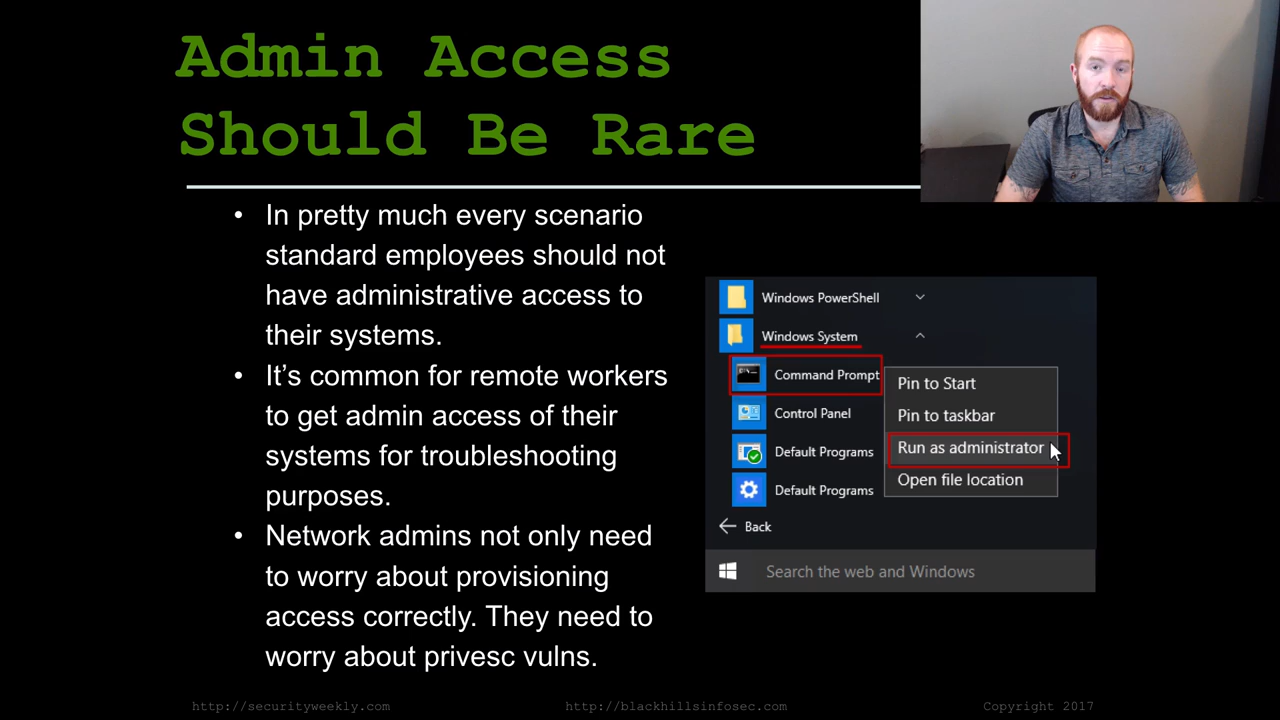 Admin Access
Should Be Rare
• In pretty much every scenario
standard employees should not
have administrative access to
their systems.
• It’s common for remote workers
to get admin access of their
systems for troubleshooting
purposes.
• Network admins not only need
to worry about provisioning
access correctly. They need to
worry about privesc vulns.
Windows PowerShell
Windows System
Command Prompt
Control Panel
Default Programs
Default Programs
Back
Search the web and Windows
Pin to Start
Pin to taskbar
Run as administrator
Open file location
http://securityweekly.com
http://blackhillsinfosec.com
Copyright 2017